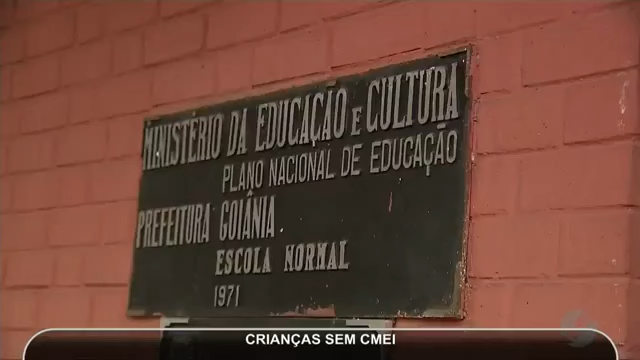 MINISTÉRIO DA EDUCAÇÃO E CULTURA
PLANO NACIONAL DE EDUCAÇÃO
PREFEITURA GOIÂNIA
ESCOLA NORMAL
1971
CRIANÇAS SEM CMEI